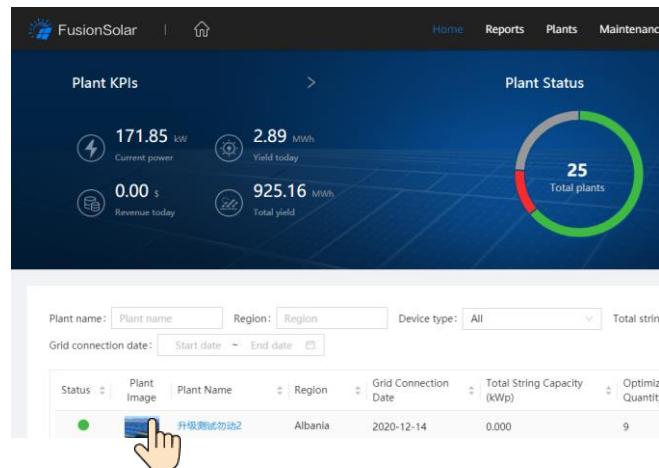 FusionSolar
Home Reports Plants Maintenanc
Plant KPIs
Plant Status
171.85 kW
Current power
2.89 MWh
Yield today
0.00 $
Revenue today
925.16 MWh
Total yield
25
Total plants
Plant name: Plant name Region: Region Device type: All Total strin
Grid connection date: Start date ~ End date
Status Plant Image Plant Name Region Grid Connection Date Total String Capacity (kWp) Optimiz Quantity
升级测试勿动2 Albania 2020-12-14 0.000 9